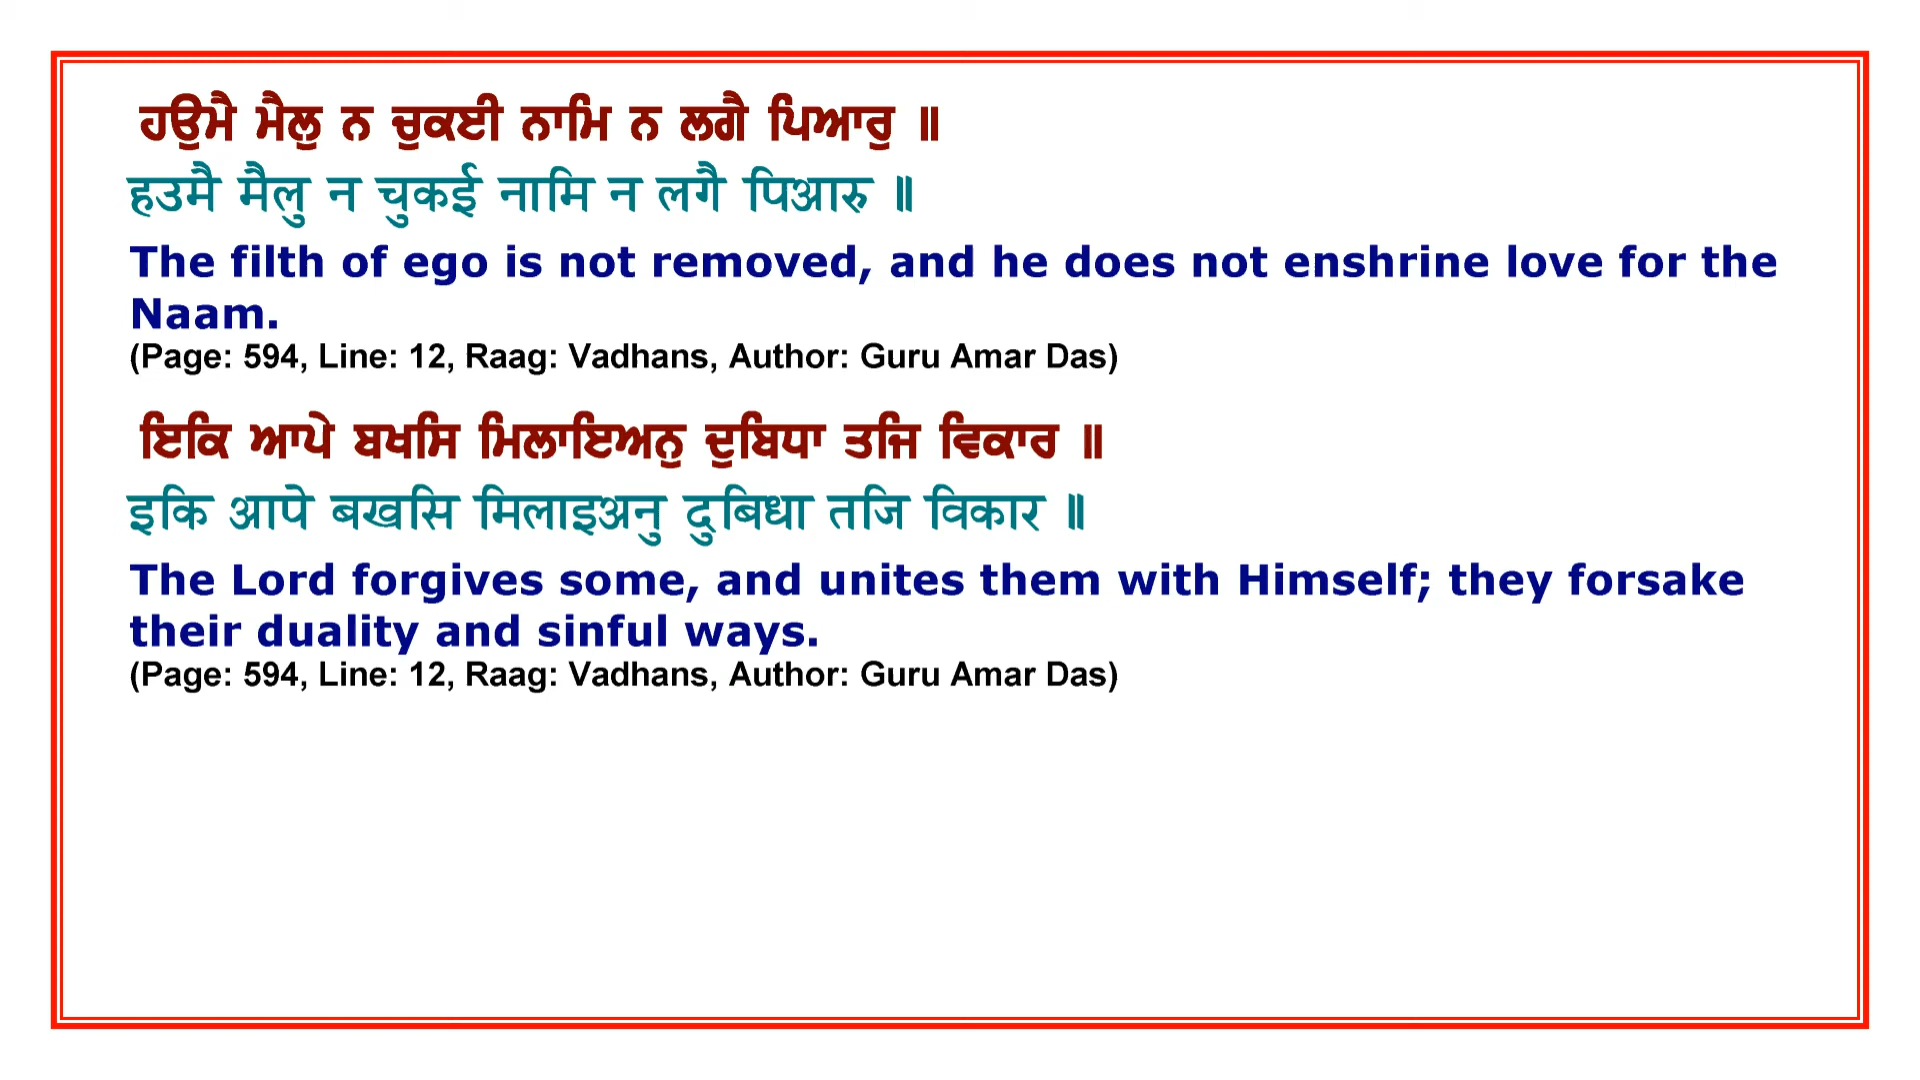 ਹਉਮੈ ਮੈਲੁ ਨ ਚੁਕਈ ਨਾਮਿ ਨ ਲਗੈ ਪਿਆਰੁ ॥
हउमै मैलु न चुकई नामि न लगै पिआरु ॥
The filth of ego is not removed, and he does not enshrine love for the
Naam.
(Page: 594, Line: 12, Raag: Vadhans, Author: Guru Amar Das)
ਇਕਿ ਆਪੇ ਬਖਸਿ ਮਿਲਾਇਅਨੁ ਦੁਬਿਧਾ ਤਜਿ ਵਿਕਾਰ ॥
इकि आपे बखसि मिलाइअनु दुबिधा तजि विकार ॥
The Lord forgives some, and unites them with Himself; they forsake
their duality and sinful ways.
(Page: 594, Line: 12, Raag: Vadhans, Author: Guru Amar Das)